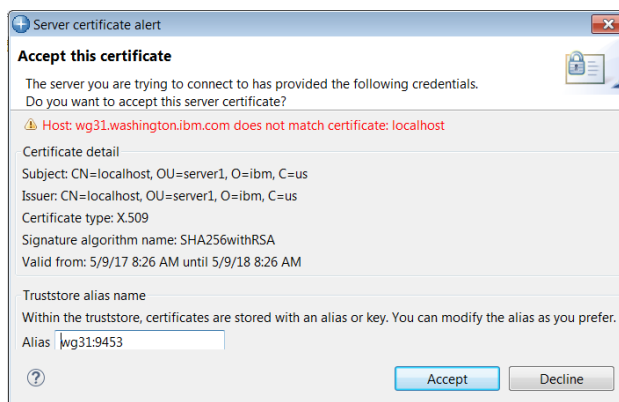 Server certificate alert
Accept this certificate
The server you are trying to connect to has provided the following credentials.
Do you want to accept this server certificate?
Host: wg31.washington.ibm.com does not match certificate: localhost
Certificate detail
Subject: CN=localhost, OU=server1, O=ibm, C=us
Issuer: CN=localhost, OU=server1, O=ibm, C=us
Certificate type: X.509
Signature algorithm name: SHA256withRSA
Valid from: 5/9/17 8:26 AM until 5/9/18 8:26 AM
Truststore alias name
Within the truststore, certificates are stored with an alias or key. You can modify the alias as you prefer.
Alias wg31:9453
? Accept Decline